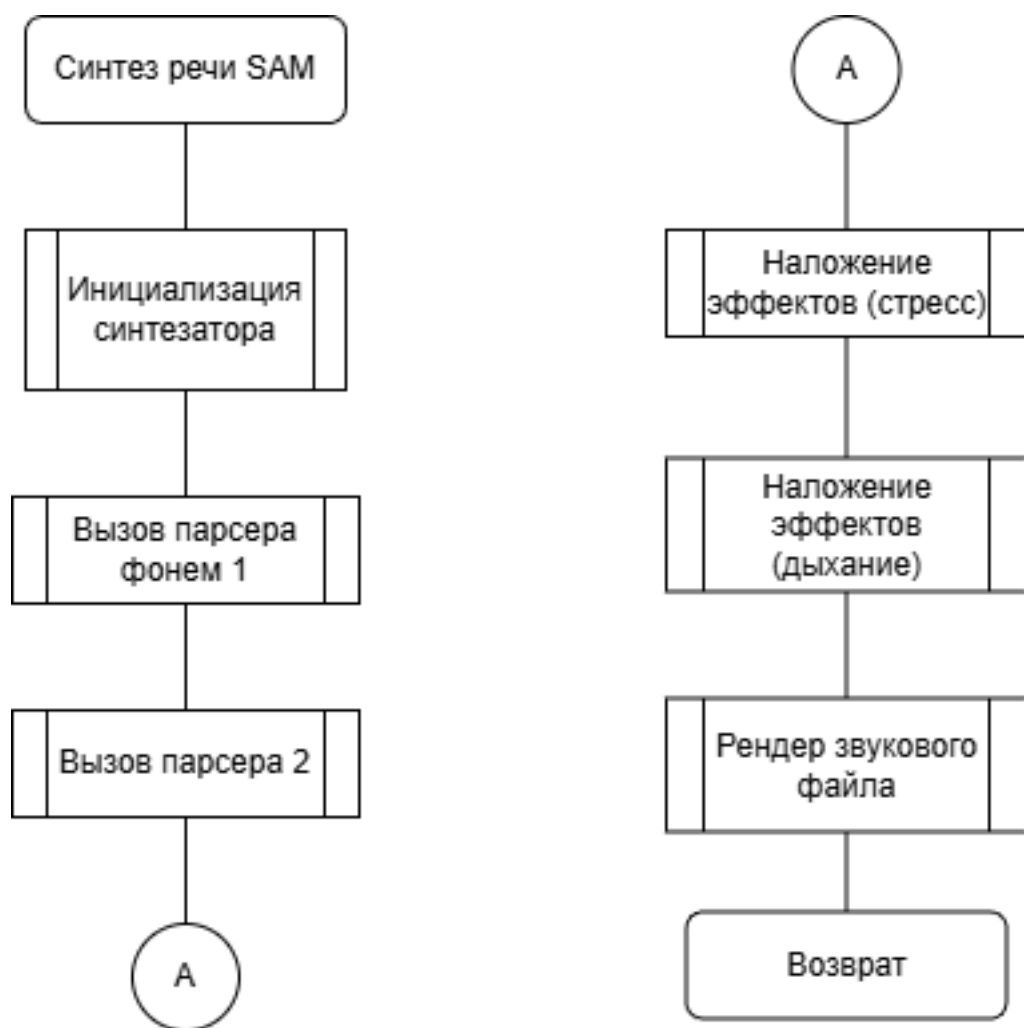 Синтез речи SAM
Инициализация
синтезатора
Вызов парсера
фонем 1
Вызов парсера 2
А
А
Наложение
эффектов (стресс)
Наложение
эффектов
(дыхание)
Рендер звукового
файла
Возврат